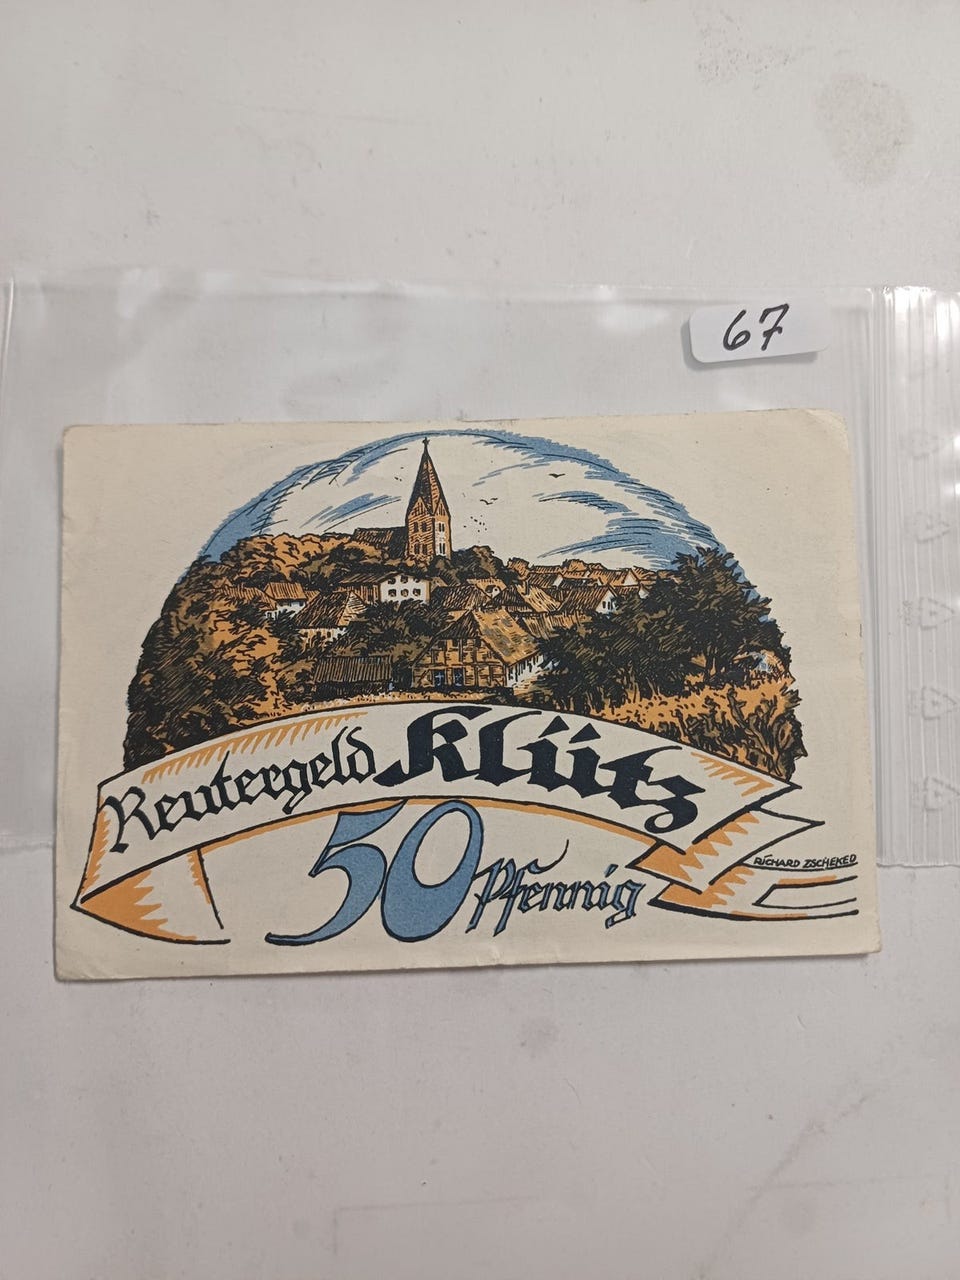 67
Reutergeld Klütz
50 Pfennig
RICHARD ZSCHEKED